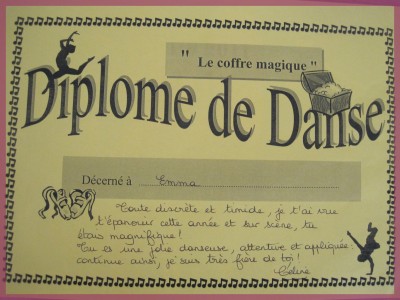 " Le coffre magique "
Diplome de Danse
Décerné à Emma
Toute discrète et timide, je t'ai vue
t'épanouir cette année et sur scène, tu
étais magnifique!
Tu es une jolie danseuse, attentive et appliquée.
continue ainsi, je suis très fière de toi!
Céline